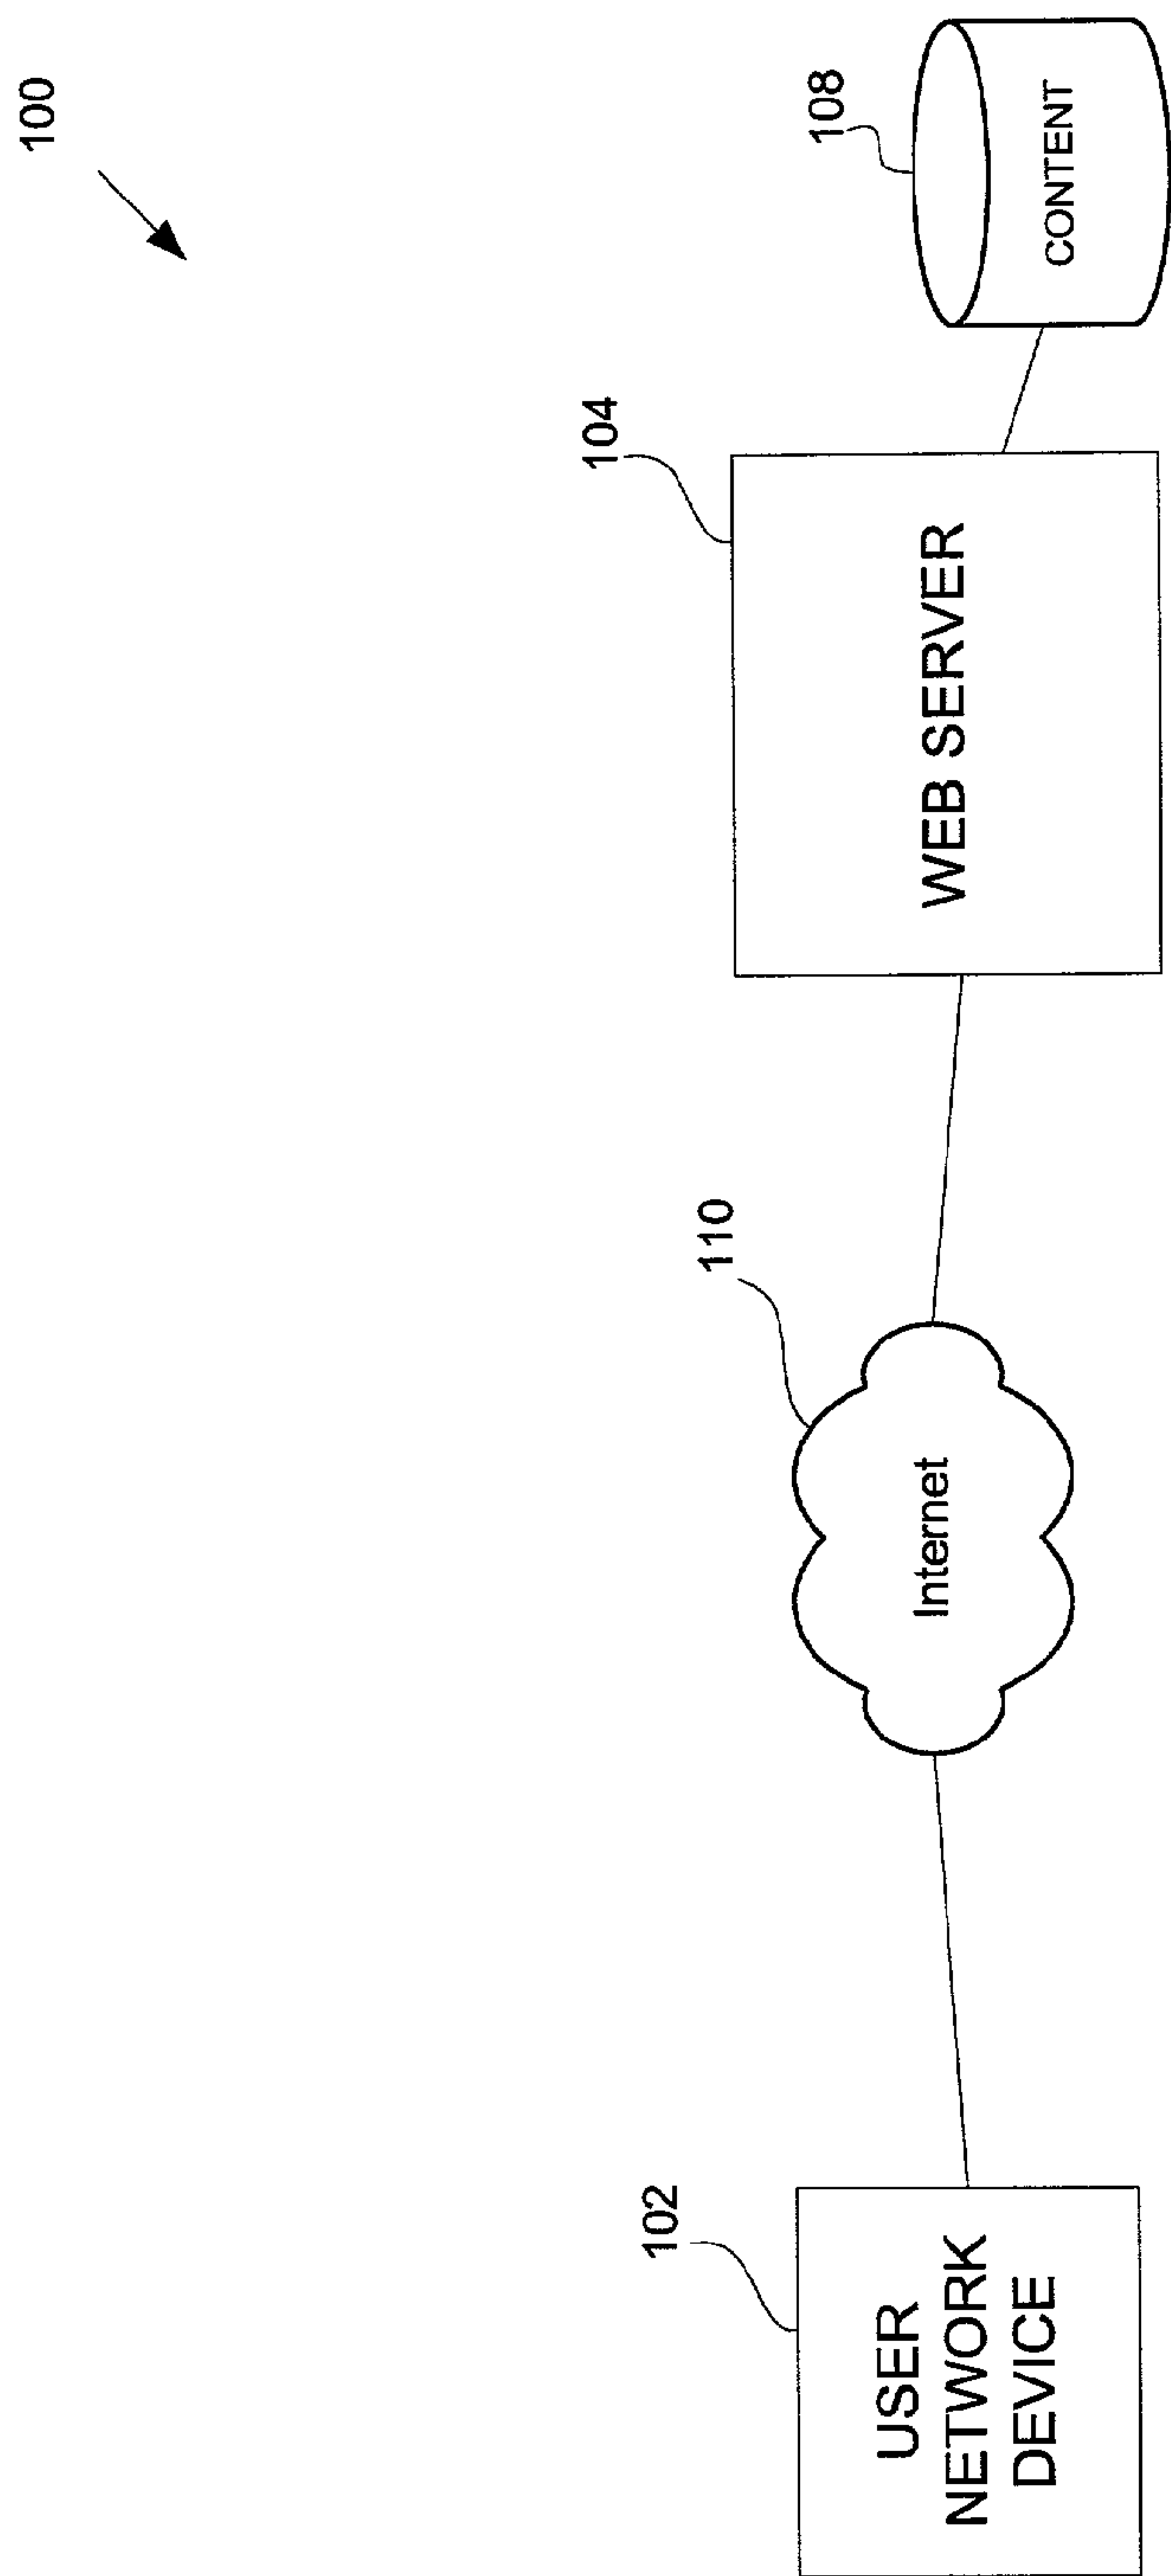 100
102
USER
NETWORK
DEVICE
110
Internet
104
WEB SERVER
108
CONTENT